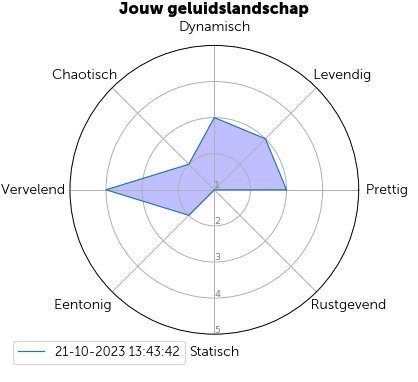 Jouw geluidslandschap
Dynamisch
Chaotisch
Levendig
Vervelend
1
Prettig
2
3
4
Eentonig
Rustgevend
5
21-10-2023 13:43:42
Statisch